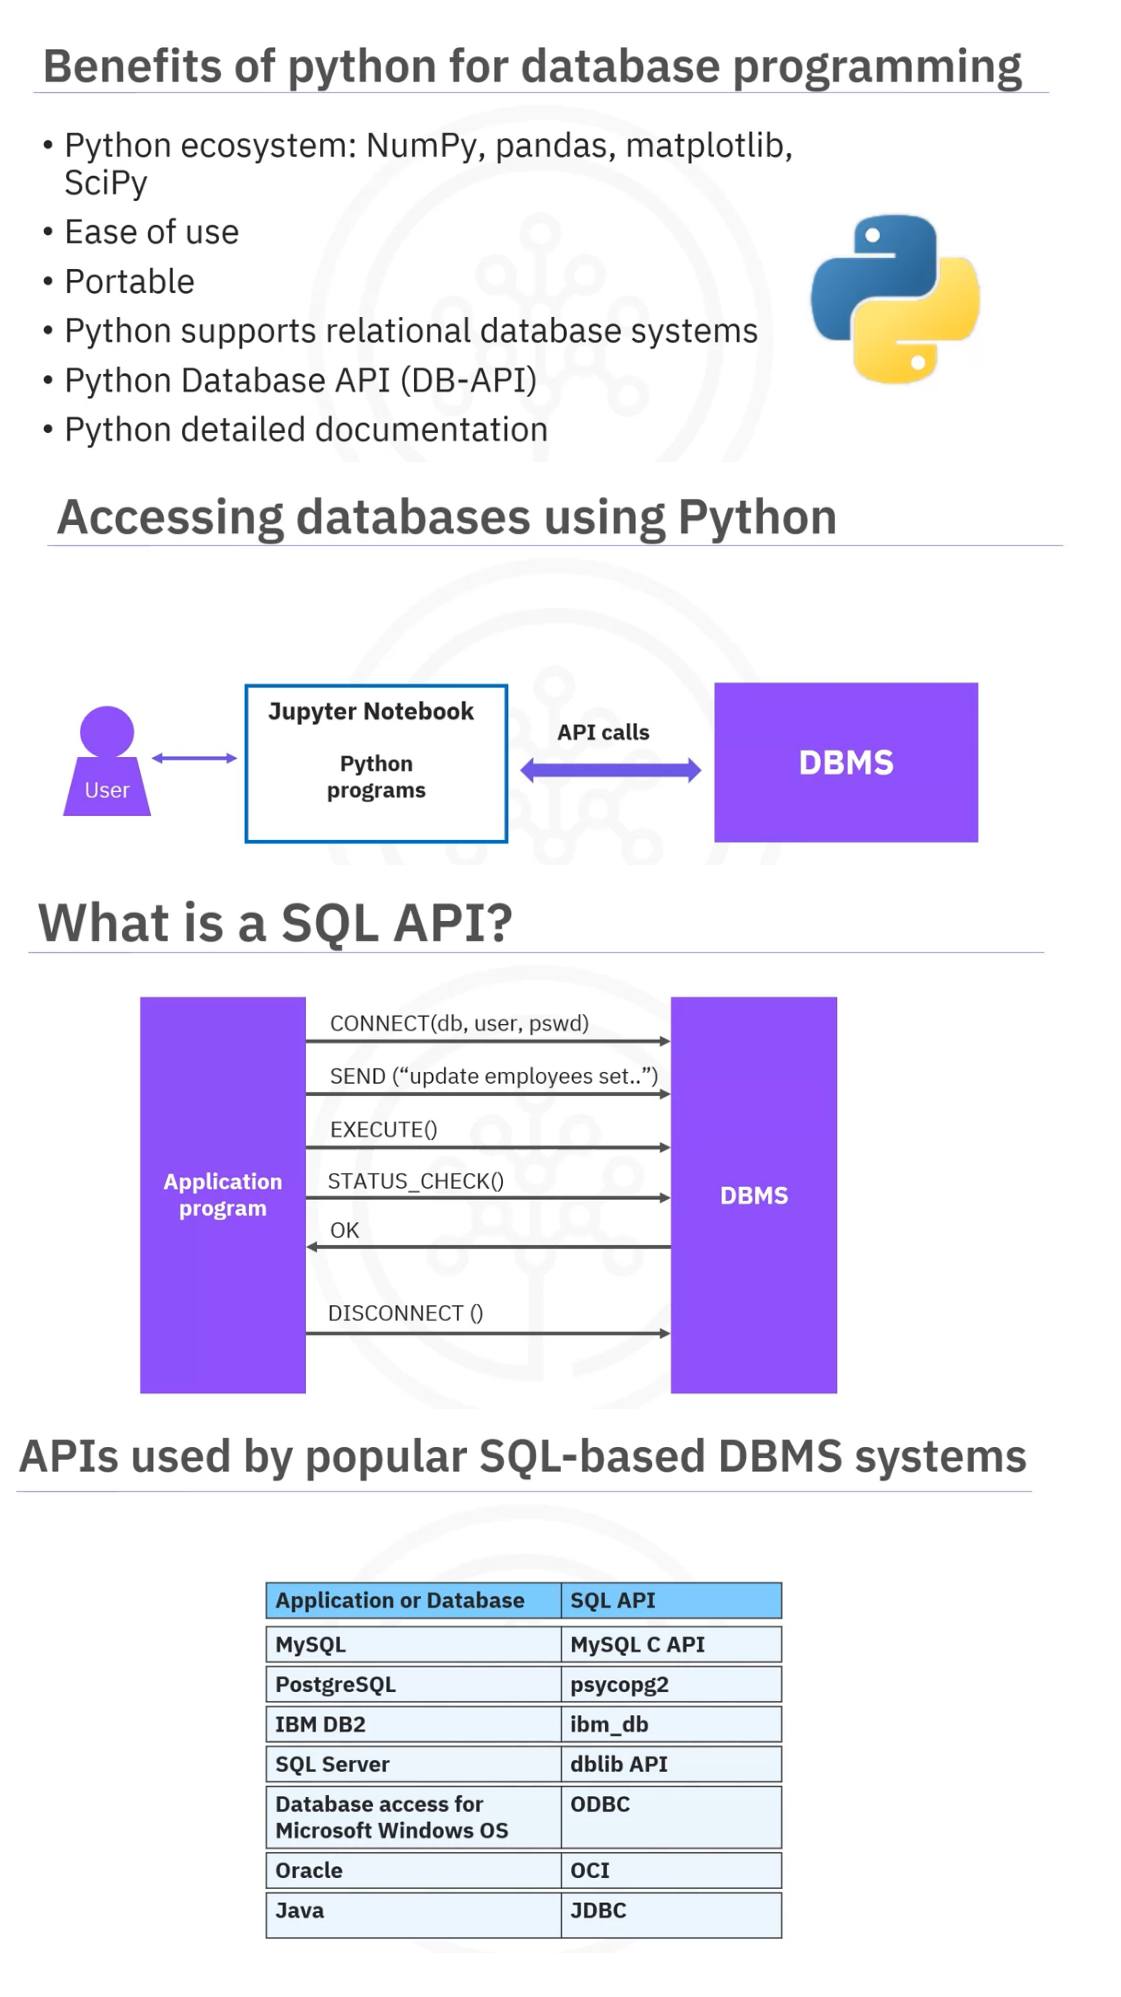 Benefits of python for database programming
• Python ecosystem: NumPy, pandas, matplotlib,
SciPy
• Ease of use
• Portable
• Python supports relational database systems
• Python Database API (DB-API)
• Python detailed documentation
Accessing databases using Python
User
Jupyter Notebook
Python
programs
API calls
DBMS
What is a SQL API?
Application
program
CONNECT(db, user, pswd)
SEND (“update employees set..”)
EXECUTE()
STATUS_CHECK()
OK
DISCONNECT ()
DBMS
APIs used by popular SQL-based DBMS systems
Application or Database SQL API
MySQL MySQL C API
PostgreSQL psycopg2
IBM DB2 ibm_db
SQL Server dblib API
Database access for ODBC
Microsoft Windows OS
Oracle OCI
Java JDBC